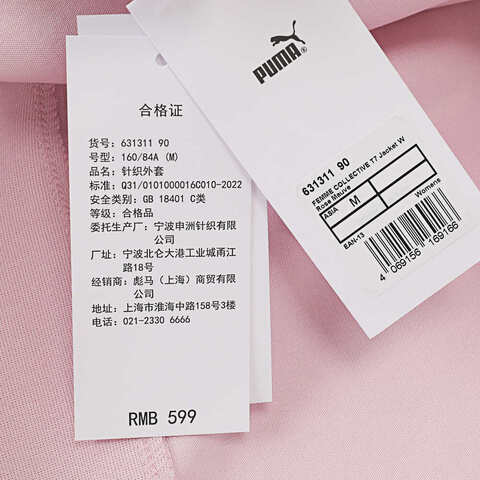 合格证
货号: 631311 90
号型: 160/84A (M)
品名: 针织外套
标准: Q31/0101000016C010-2022
安全类别: GB 18401 C类
等级: 合格品
委托生产厂: 宁波申洲针织有限
公司
厂址: 宁波北仑大港工业城甬江
路18号
经销商: 彪马（上海）商贸有限
公司
地址: 上海市淮海中路158号3楼
电话: 021-2330 6666
RMB 599
PUMA
631311 90
FEMME COLLECTIVE T7 Jacket W
Rose Mauve
ASIA M
Womens
EAN-13
4 069156 169166